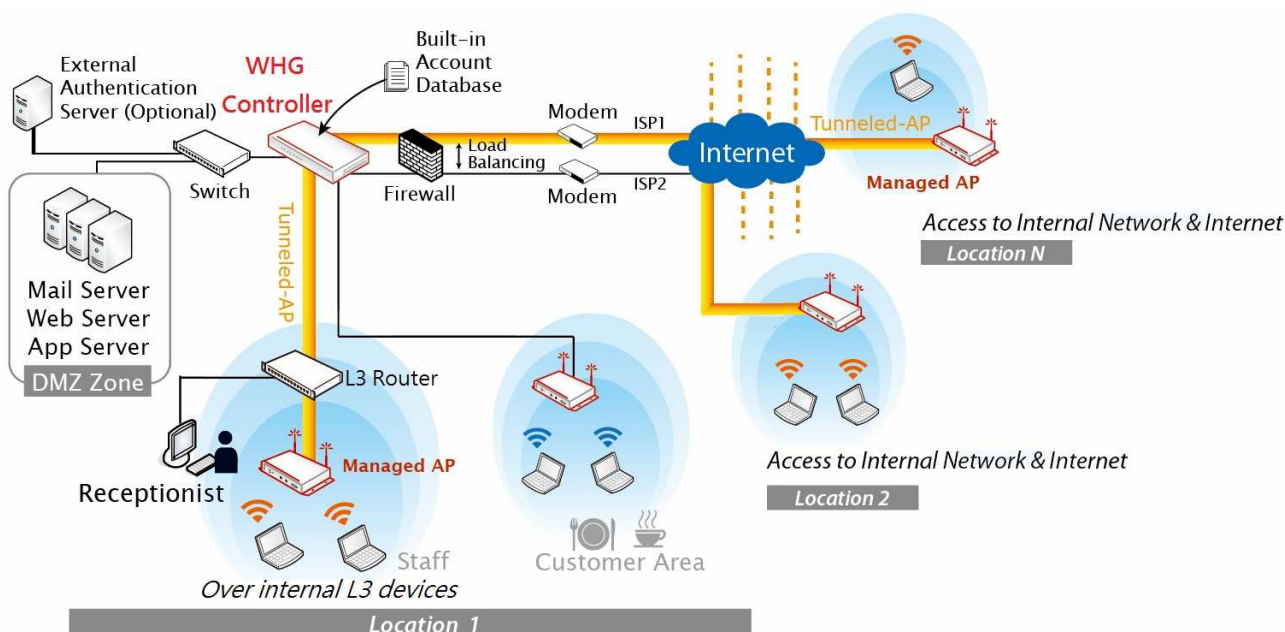 External
Authentication
Server (Optional)
WHG
Controller
Built-in
Account
Database
Modem
ISP1
Load
Balancing
Firewall
Modem
ISP2
Internet
Tunneled-AP
Managed AP
Access to Internal Network & Internet
Location N
Switch
Mail Server
Web Server
App Server
DMZ Zone
Tunneled-AP
L3 Router
Receptionist
Managed AP
Staff
Over internal L3 devices
Customer Area
Access to Internal Network & Internet
Location 2
Location 1